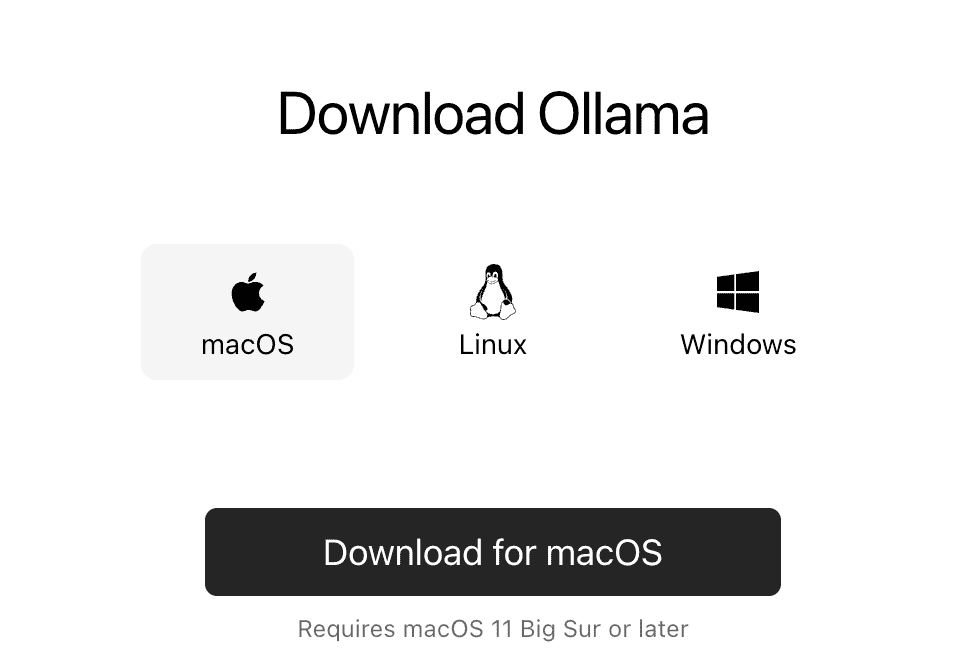 Download Ollama
macOS
Linux
Windows
Download for macOS
Requires macOS 11 Big Sur or later